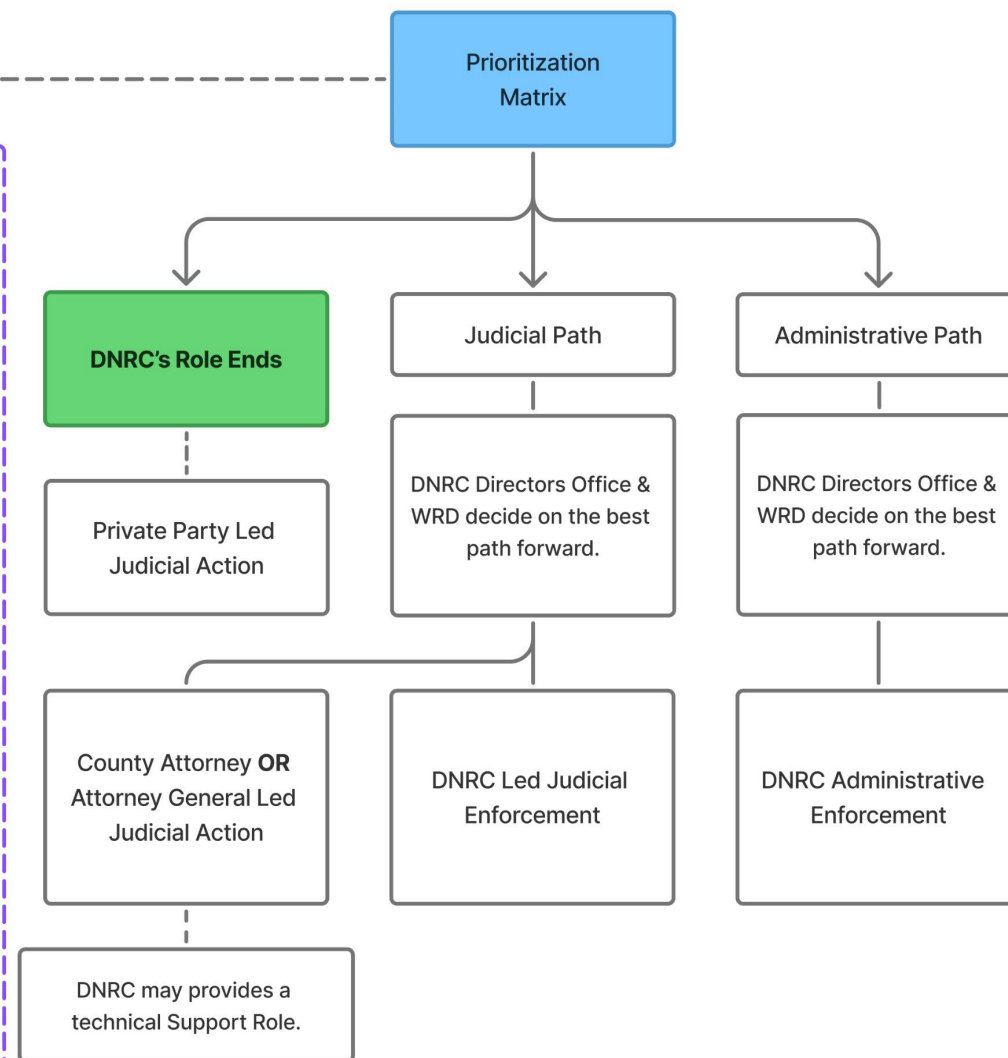 Prioritization
Matrix
DNRC’s Role Ends
Judicial Path
Administrative Path
Private Party Led
Judicial Action
DNRC Directors Office &
WRD decide on the best
path forward.
DNRC Directors Office &
WRD decide on the best
path forward.
County Attorney OR
Attorney General Led
Judicial Action
DNRC Led Judicial
Enforcement
DNRC Administrative
Enforcement
DNRC may provides a
technical Support Role.